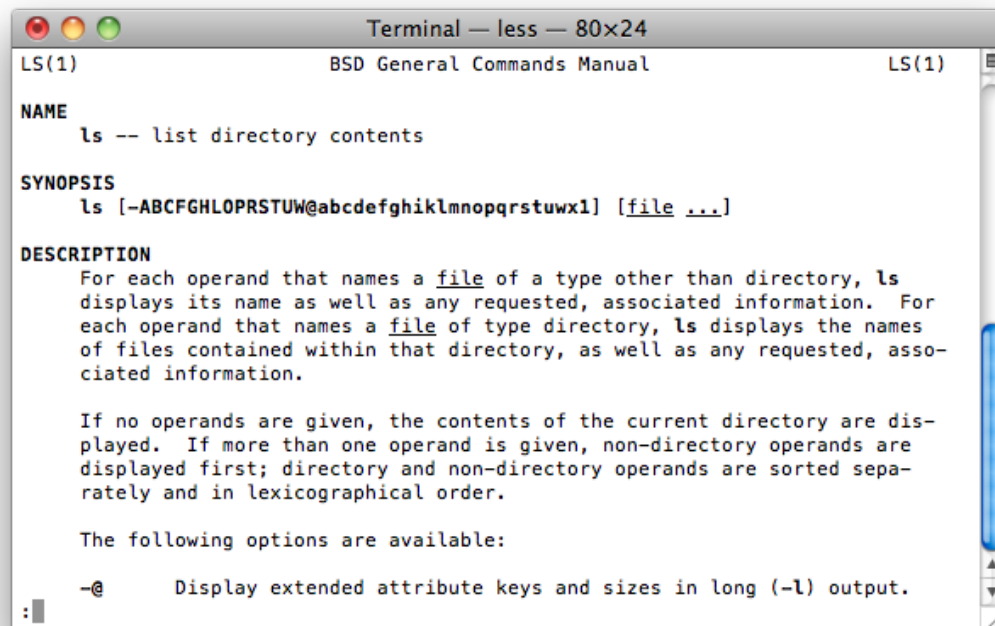 Terminal — less — 80×24
LS(1) BSD General Commands Manual LS(1)
NAME
ls -- list directory contents
SYNOPSIS
ls [-ABCFGHLOPRSTUW@abcdefghiklmnopqrstuwx1] [file ...]
DESCRIPTION
For each operand that names a file of a type other than directory, ls
displays its name as well as any requested, associated information. For
each operand that names a file of type directory, ls displays the names
of files contained within that directory, as well as any requested, asso-
ciated information.
If no operands are given, the contents of the current directory are dis-
played. If more than one operand is given, non-directory operands are
displayed first; directory and non-directory operands are sorted sepa-
rately and in lexicographical order.
The following options are available:
-@ Display extended attribute keys and sizes in long (-l) output.
: